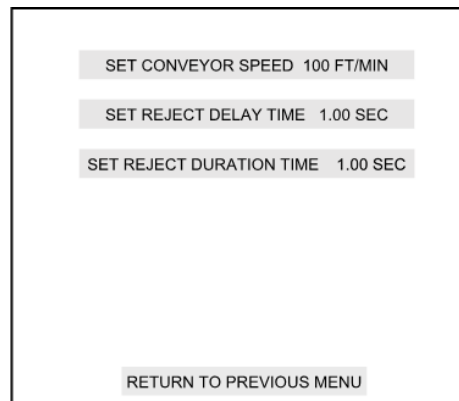 SET CONVEYOR SPEED 100 FT/MIN
SET REJECT DELAY TIME 1.00 SEC
SET REJECT DURATION TIME 1.00 SEC
RETURN TO PREVIOUS MENU